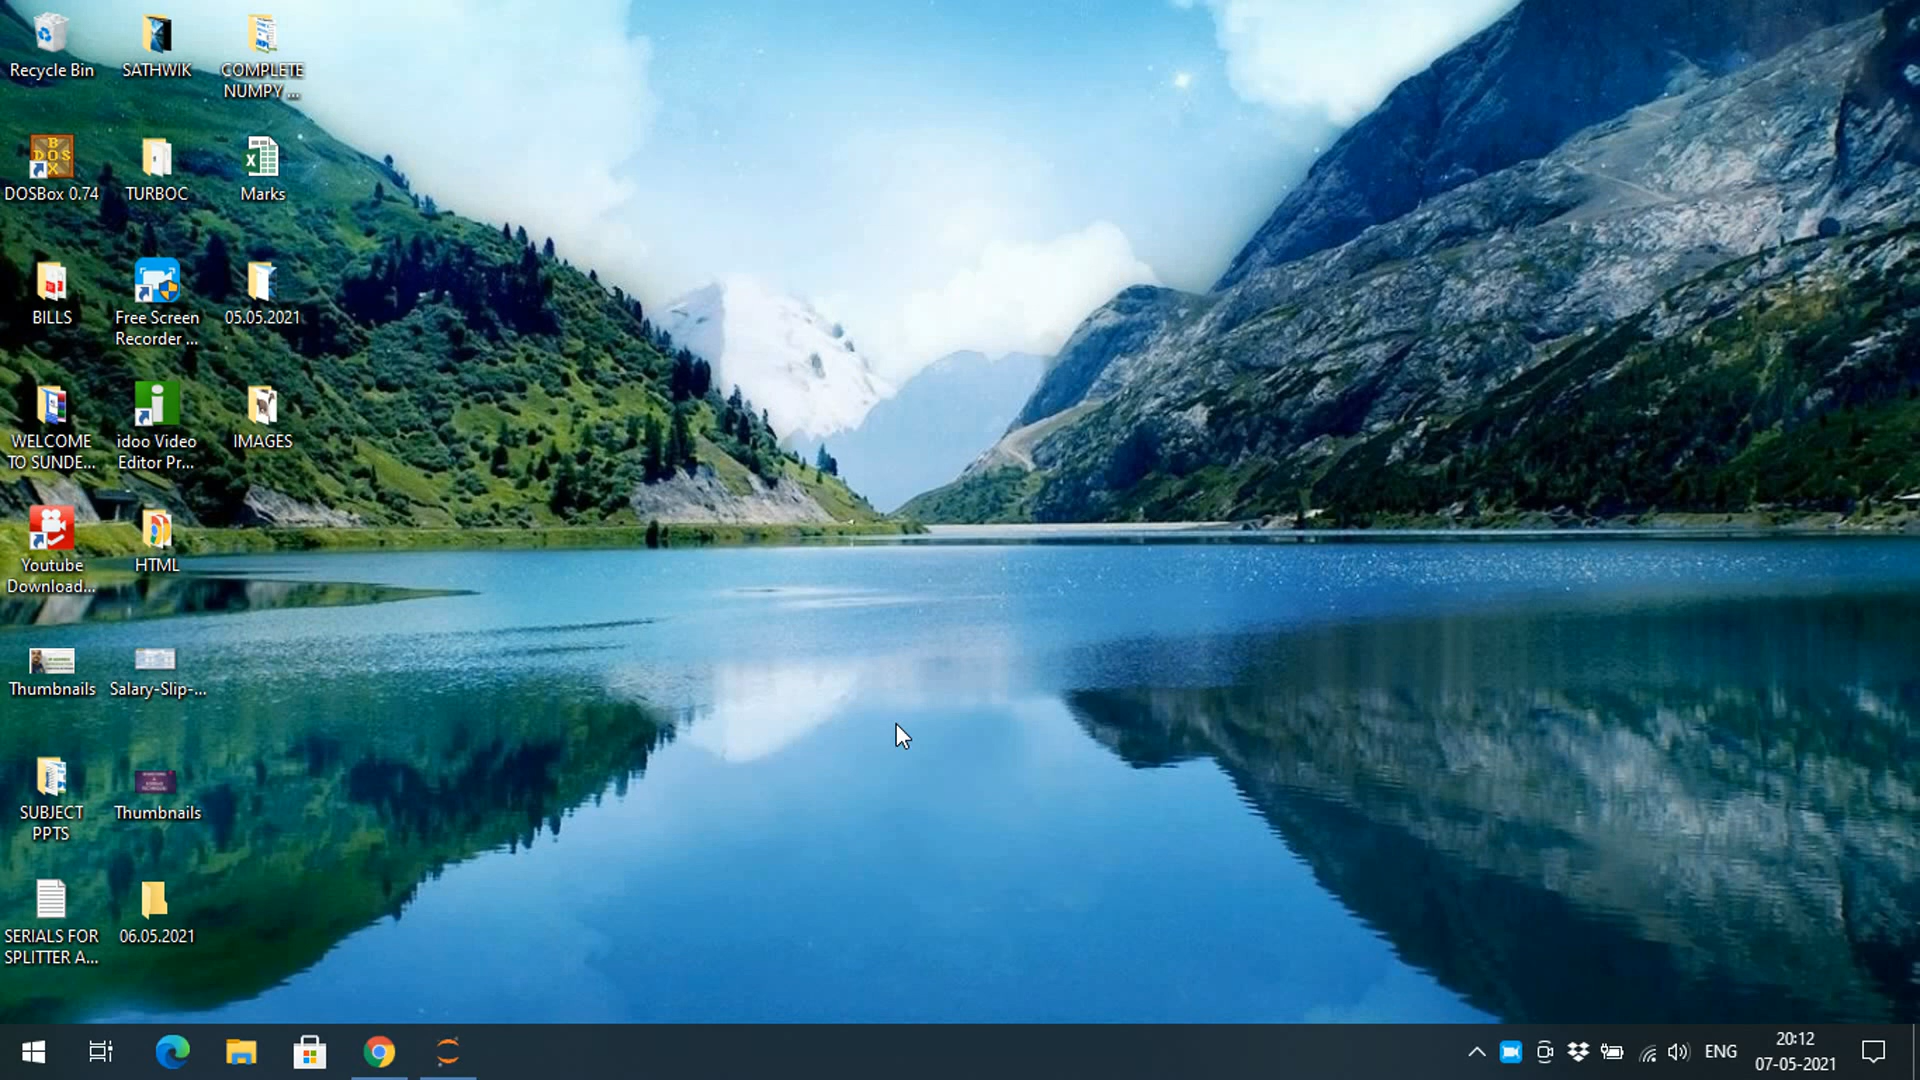 Recycle Bin
SATHWIK
COMPLETE
NUMPY ...
DOSBox 0.74
TURBOC
Marks
BILLS
Free Screen
Recorder ...
05.05.2021
WELCOME
TO SUNDE...
idoo Video
Editor Pr...
IMAGES
Youtube
Download...
HTML
Thumbnails
Salary-Slip-...
SUBJECT
PPTS
Thumbnails
SERIALS FOR
SPLITTER A...
06.05.2021
ENG
20:12
07-05-2021